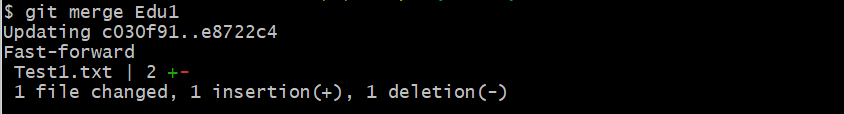 $ git merge Edu1
Updating c030f91..e8722c4
Fast-forward
 Test1.txt | 2 +-
 1 file changed, 1 insertion(+), 1 deletion(-)